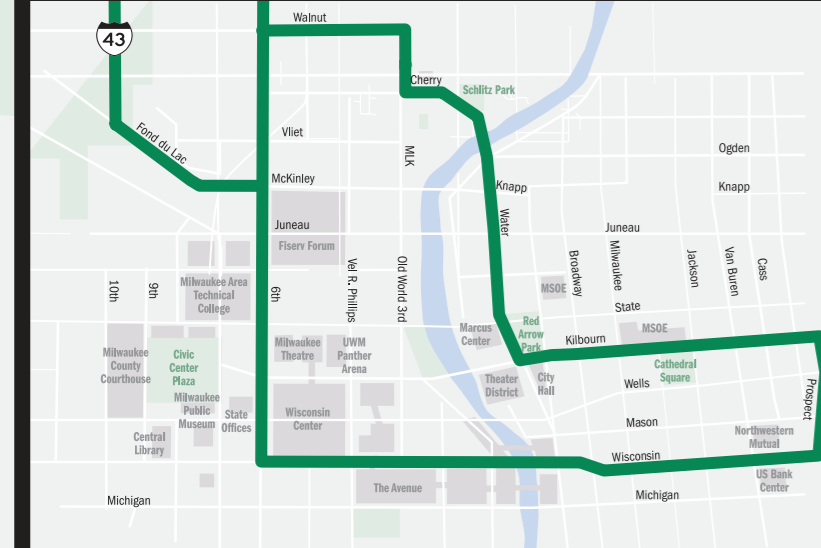 Walnut
43
Cherry
Schlitz Park
Fond du Lac
Vliet
MLK
Ogden
McKinley
Knapp
Knapp
Water
Juneau
Juneau
Fiserv Forum
10th
9th
Milwaukee Area
Technical
College
6th
Vel R. Phillips
Old World 3rd
Broadway
Milwaukee
Jackson
Van Buren
Cass
MSOE
State
Marcus
Center
Red
Arrow
Park
Kilbourn
MSOE
Milwaukee
County
Courthouse
Civic
Center
Plaza
Milwaukee
Theatre
UWM
Panther
Arena
Theater
District
City
Hall
Cathedral
Square
Wells
Prospect
Milwaukee
Public
Museum
State
Offices
Wisconsin
Center
Mason
Central
Library
Northwestern
Mutual
Wisconsin
US Bank
Center
Michigan
The Avenue
Michigan